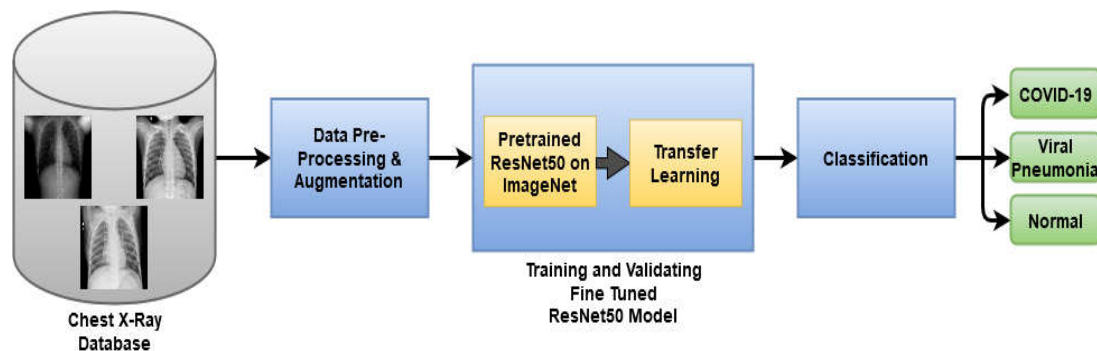 Chest X-Ray
Database
Data Pre-
Processing &
Augmentation
Pretrained
ResNet50 on
ImageNet
Transfer
Learning
Training and Validating
Fine Tuned
ResNet50 Model
Classification
COVID-19
Viral
Pneumonia
Normal